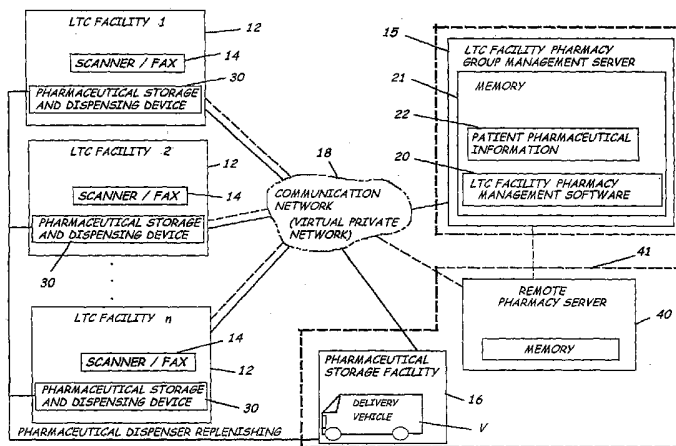 LTC FACILITY 1
12
SCANNER / FAX
14
30
PHARMACEUTICAL STORAGE
AND DISPENSING DEVICE
LTC FACILITY 2
12
SCANNER / FAX
14
PHARMACEUTICAL STORAGE
AND DISPENSING DEVICE
30
LTC FACILITY n
14
SCANNER / FAX
12
PHARMACEUTICAL STORAGE
AND DISPENSING DEVICE
30
PHARMACEUTICAL DISPENSER REPLENISHING
18
COMMUNICATION
NETWORK
(VIRTUAL PRIVATE
NETWORK)
15
LTC FACILITY PHARMACY
GROUP MANAGEMENT SERVER
21
MEMORY
22
PATIENT PHARMACEUTICAL
INFORMATION
20
LTC FACILITY PHARMACY
MANAGEMENT SOFTWARE
41
REMOTE
PHARMACY SERVER
40
MEMORY
PHARMACEUTICAL
STORAGE FACILITY
16
DELIVERY
VEHICLE
V